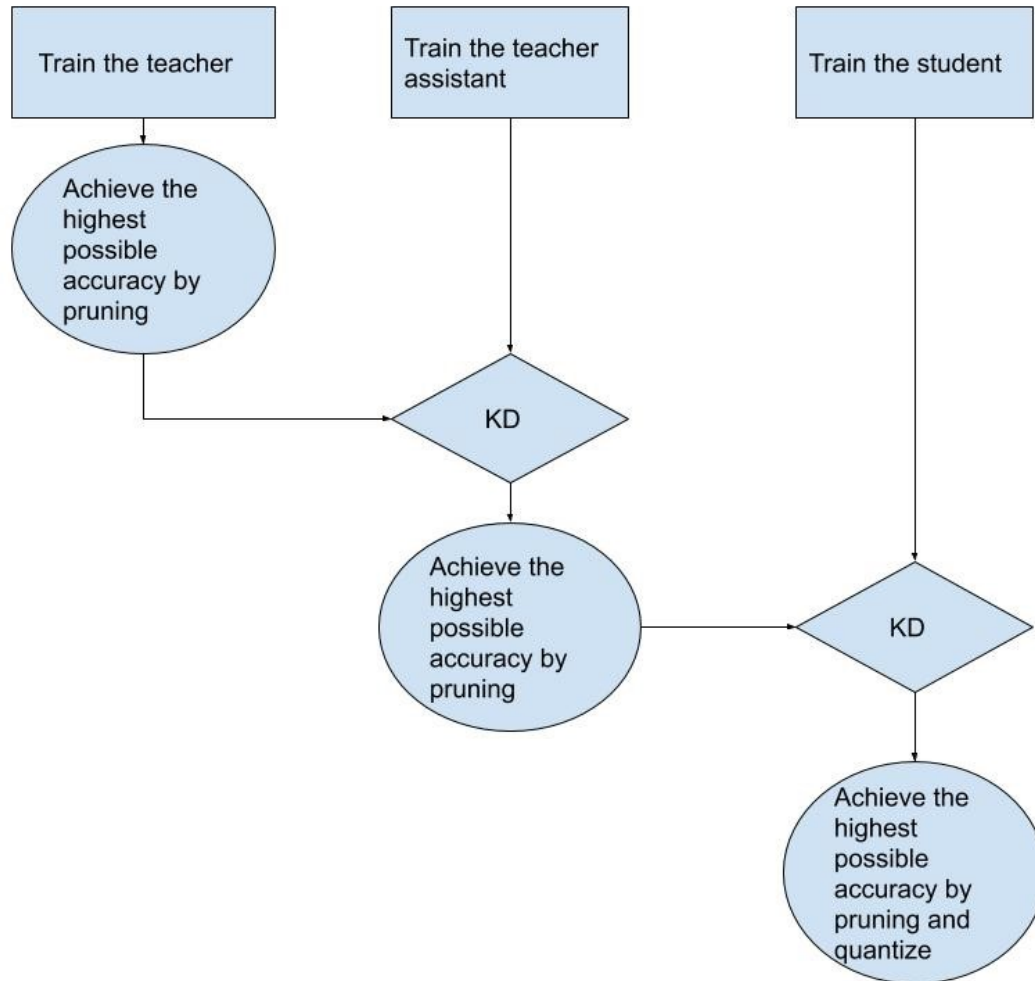 Train the teacher
Train the teacher
assistant
Train the student
Achieve the
highest
possible
accuracy by
pruning
KD
Achieve the
highest
possible
accuracy by
pruning
KD
Achieve the
highest
possible
accuracy by
pruning and
quantize